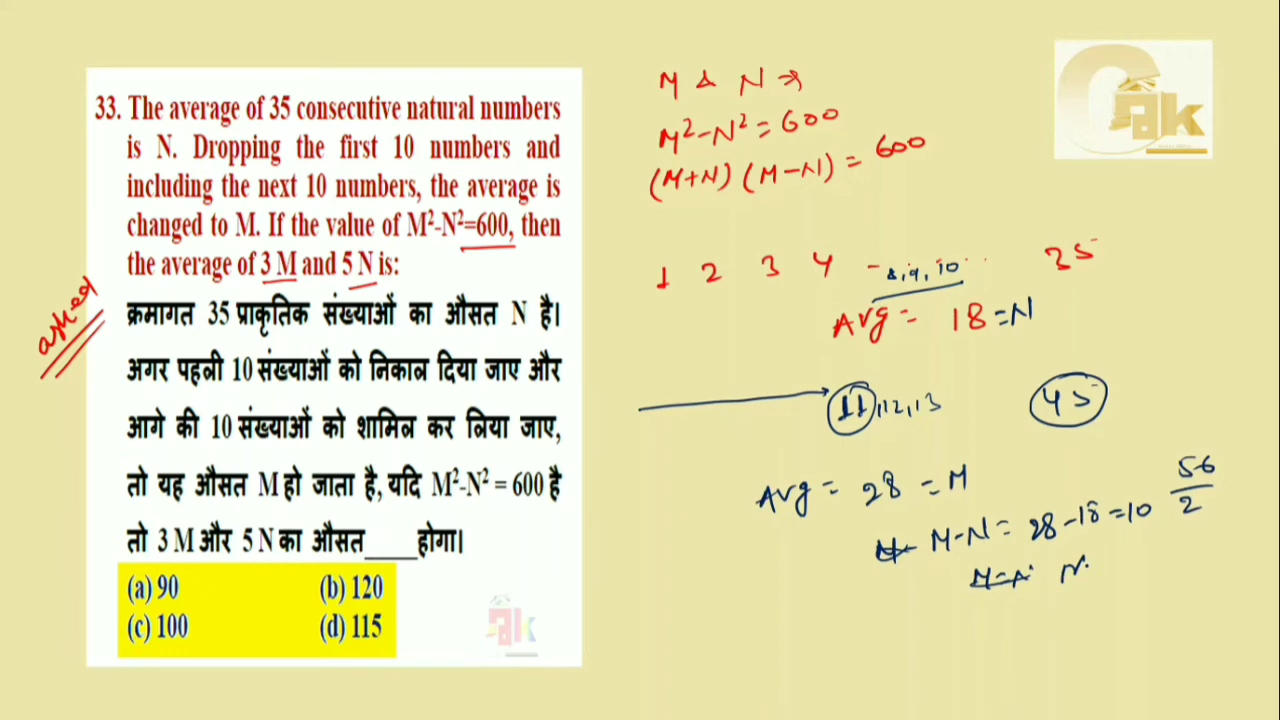 33. The average of 35 consecutive natural numbers
is N. Dropping the first 10 numbers and
including the next 10 numbers, the average is
changed to M. If the value of M²-N²=600, then
the average of 3 M and 5 N is:
क्रमागत 35 प्राकृतिक संख्याओं का औसत N है।
अगर पहली 10 संख्याओं को निकाल दिया जाए और
आगे की 10 संख्याओं को शामिल कर लिया जाए,
तो यह औसत M हो जाता है, यदि M²-N² = 600 है
तो 3 M और 5 N का औसत____होगा।
(a) 90 (b) 120
(c) 100 (d) 115
asked
M & N →
M²-N²=600
(M+N) (M-N) = 600
1 2 3 4 - 8,9,10 .. 35
Avg = 18 = N
11,12,13 45
Avg = 28 = M 56
2
M-N = 28-18=10
N
ak